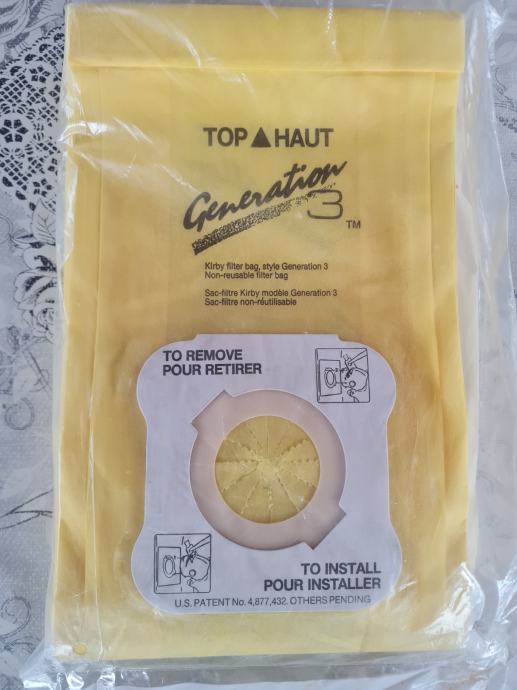 TOP ▲ HAUT
Generation 3 ™
Kirby filter bag, style Generation 3
Non-reusable filter bag
Sac-filtre Kirby modèle Generation 3
Sac-filtre non-réutilisable
TO REMOVE
POUR RETIRER
TO INSTALL
POUR INSTALLER
U.S. PATENT No. 4,877,432. OTHERS PENDING